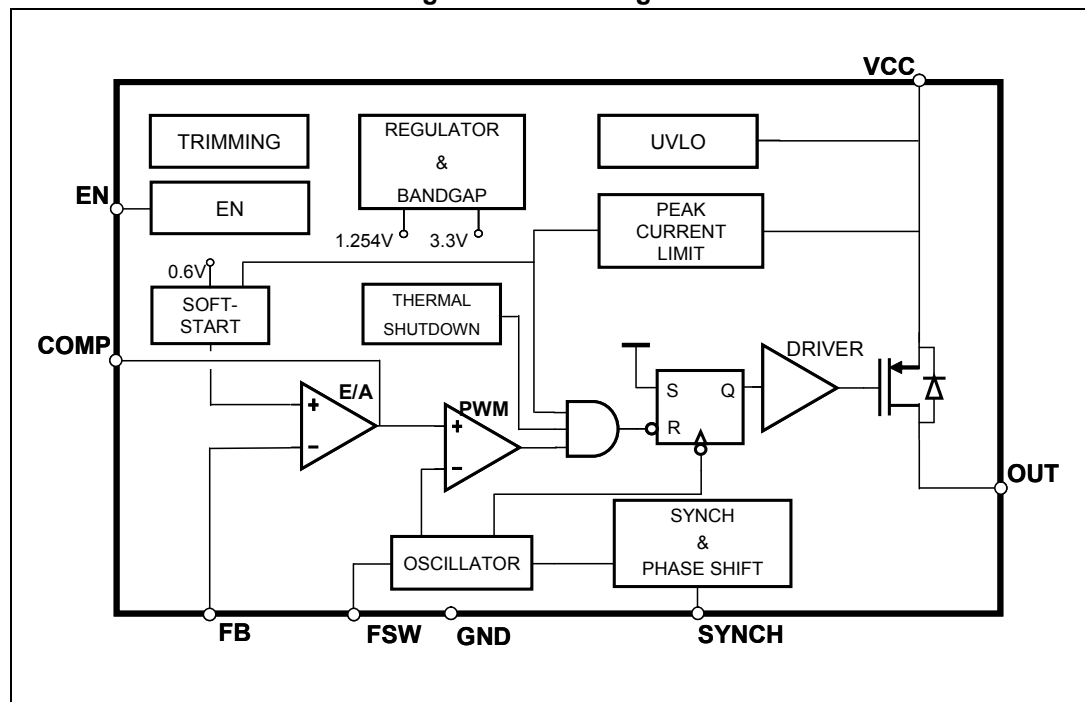 VCC
TRIMMING
REGULATOR
&
BANDGAP
UVLO
EN
EN
PEAK
CURRENT
LIMIT
1.254V
3.3V
0.6V
SOFT-
START
THERMAL
SHUTDOWN
COMP
DRIVER
E/A
+
−
PWM
+
−
S
Q
R
OUT
OSCILLATOR
SYNCH
&
PHASE SHIFT
FB
FSW
GND
SYNCH